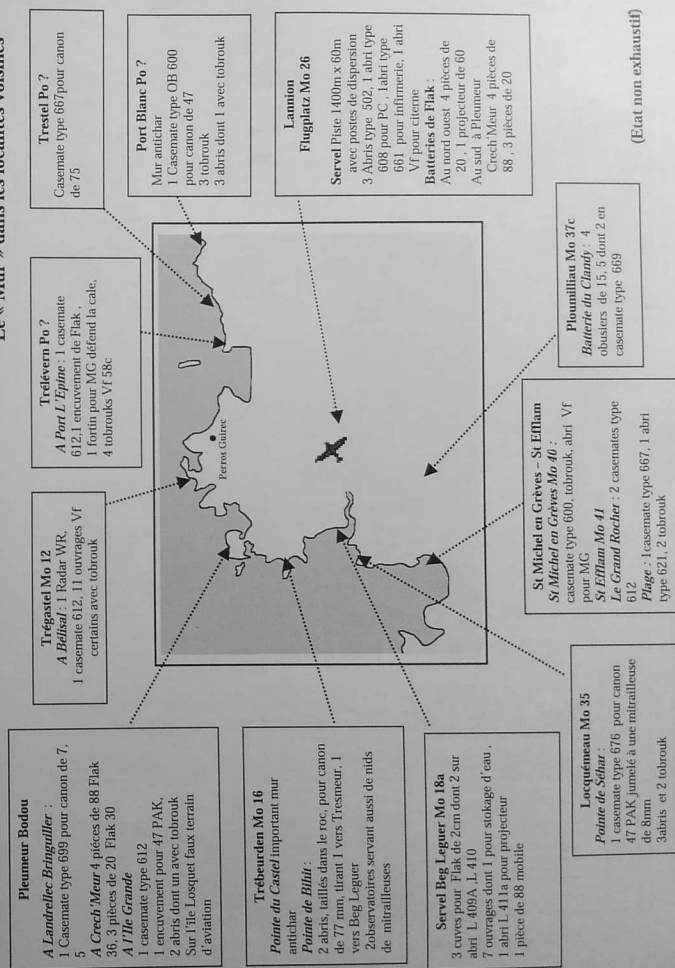 Le « Mur » dans les localités voisines
Pleumeur Bodou
A Landrellec Bringuiller :
1 Casemate type 699 pour canon de 7,
5
A Crech'Meur 4 pièces de 88 Flak
36, 3 pièces de 20 Flak 30
A l'Ile Grande
1 casemate type 612
1 encuvement pour 47 PAK,
2 abris dont un avec tobrouk
Sur l'île Losquet faux terrain
d'aviation
Trégastel Mo 12
A Bélisal : 1 Radar WR,
1 casemate 612, 11 ouvrages Vf
certains avec tobrouk
Trélévern Po ?
A Port L'Epine : 1 casemate
612,1 encuvement de Flak ,
1 fortin pour MG défend la cale,
4 tobrouks Vf 58c
Trestel Po ?
Casemate type 667pour canon
de 75
Port Blanc Po ?
Mur antichar
1 Casemate type OB 600
pour canon de 47
3 tobrouk
3 abris dont 1 avec tobrouk
Trébeurden Mo 16
Pointe du Castel important mur
antichar
Pointe de Bihit :
2 abris, taillés dans le roc, pour canon
de 77 mm, tirant 1 vers Tresmeur, 1
vers Beg Leguer
2observatoires servant aussi de nids
de mitrailleuses
Perros Guirec
Lannion
Flugplatz Mo 26
Servel Piste 1400m x 60m
avec postes de dispersion
3 Abris type 502, 1 abri type
608 pour PC , 1abri type
661 pour infirmerie, 1 abri
Vf pour citerne
Batteries de Flak :
Au nord ouest 4 pièces de
20 , 1 projecteur de 60
Au sud à Pleumeur
Crech'Meur 4 pièces de
88 , 3 pièces de 20
Servel Beg Leguer Mo 18a
3 cuves pour Flak de 2cm dont 2 sur
abri L 409A , L 410
7 ouvrages dont 1 pour stokage d'eau ,
1 abri L 411a pour projecteur
1 pièce de 88 mobile
Locquémeau Mo 35
Pointe de Séhar :
1 casemate type 676 pour canon
47 PAK jumelé à une mitrailleuse
de 8mm
3abris et 2 tobrouk
St Michel en Grèves – St Efflam
St Michel en Grèves Mo 40 :
casemate type 600, tobrouk, abri Vf
pour MG
St Efflam Mo 41
Le Grand Rocher : 2 casemates type
612
Plage : 1casemate type 667, 1 abri
type 621, 2 tobrouk
Ploumilliau Mo 37c
Batterie du Clandy : 4
obusiers de 15, 5 dont 2 en
casemate type 669
(Etat non exhaustif)